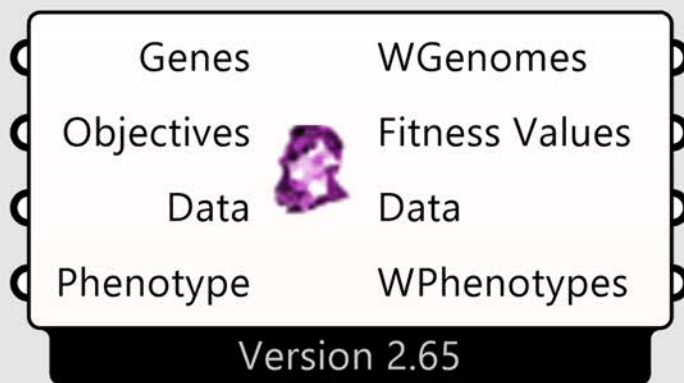 Genes WGenomes
Objectives Fitness Values
Data Data
Phenotype WPhenotypes
Version 2.65